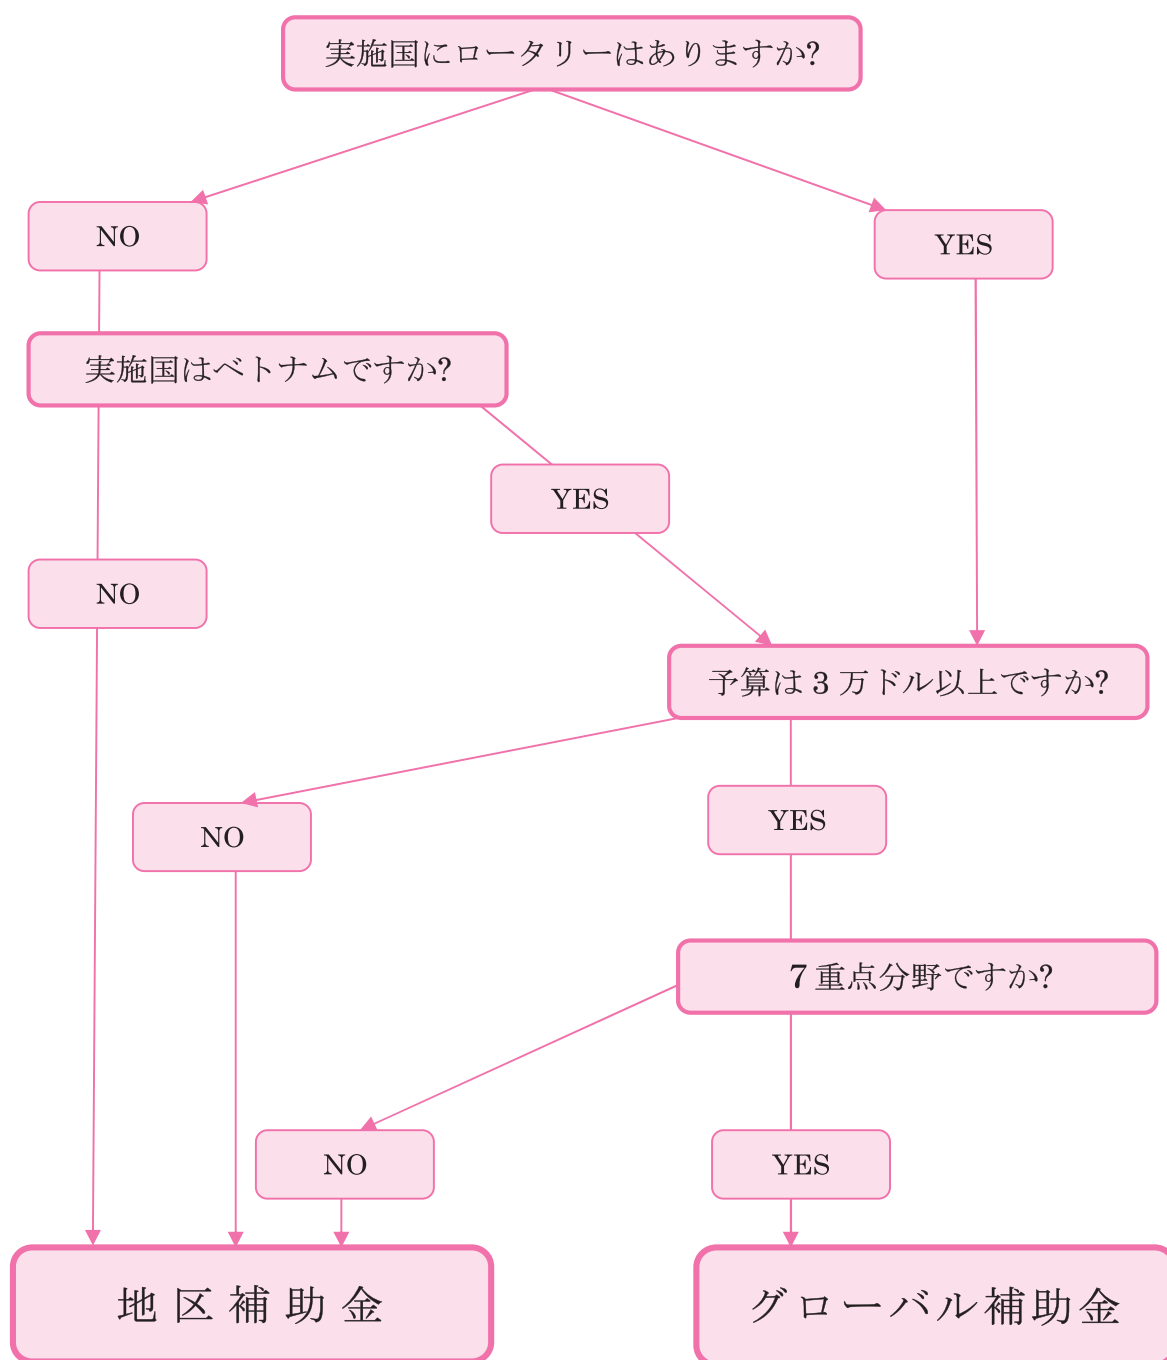 実施国にロータリーはありますか?
NO
YES
実施国はベトナムですか?
YES
NO
予算は 3 万ドル以上ですか?
YES
NO
7 重点分野ですか?
NO
YES
地区補助金
グローバル補助金